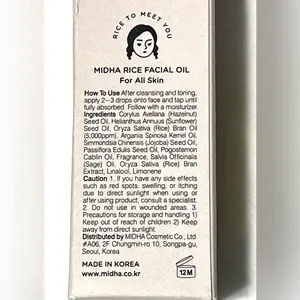 RICE TO MEET YOU
MIDHA RICE FACIAL OIL
For All Skin
How To Use After cleansing and toning,
apply 2~3 drops onto face and tap until
fully absorbed. Follow with a moisturizer.
Ingredients Corylus Avellana (Hazelnut)
Seed Oil, Helianthus Annuus (Sunflower)
Seed Oil, Oryza Sativa (Rice) Bran Oil
(5,000ppm), Argania Spinosa Kernel Oil,
Simmondsia Chinensis (Jojoba) Seed Oil,
Passiflora Edulis Seed Oil, Pogostemon
Cablin Oil, Fragrance, Salvia Officinalis
(Sage) Oil, Oryza Sativa (Rice) Bran
Extract, Linalool, Limonene
Caution 1. If you have any side effects
such as red spots, swelling, or itching
due to direct sunlight when using or
after using product, consult a specialist.
2. Do not use in wounded areas. 3.
Precautions for storage and handling 1)
Keep out of reach of children 2) Keep
away from direct sunlight.
Distributed by MIDHA Cosmetic Co., Ltd.
#A06, 2F Chungmin-ro 10, Songpa-gu,
Seoul, Korea
MADE IN KOREA
www.midha.co.kr
12M